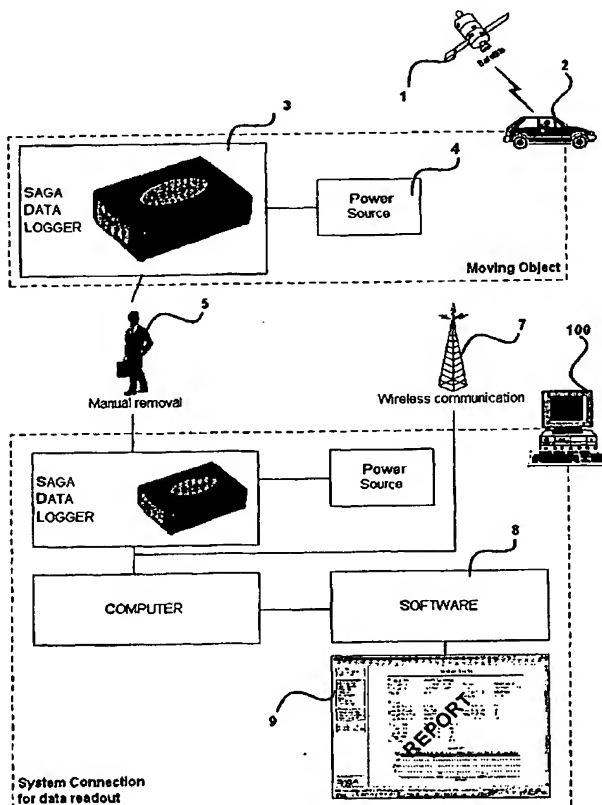 1
Satellite
2
3
4
SAGA
DATA
LOGGER
Power
Source
Moving Object
5
7
100
Manual removal
Wireless communication
SAGA
DATA
LOGGER
Power
Source
8
COMPUTER
SOFTWARE
9
REPORT
System Connection
for data readout